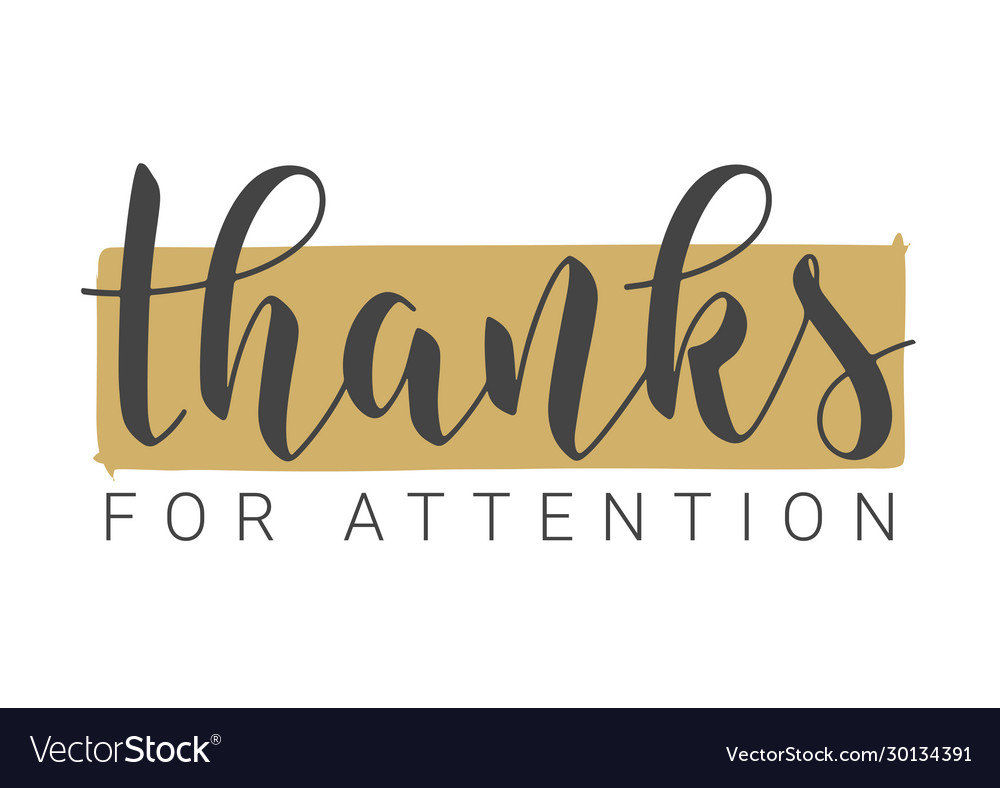 thanks
FOR ATTENTION
VectorStock®
VectorStock.com/30134391